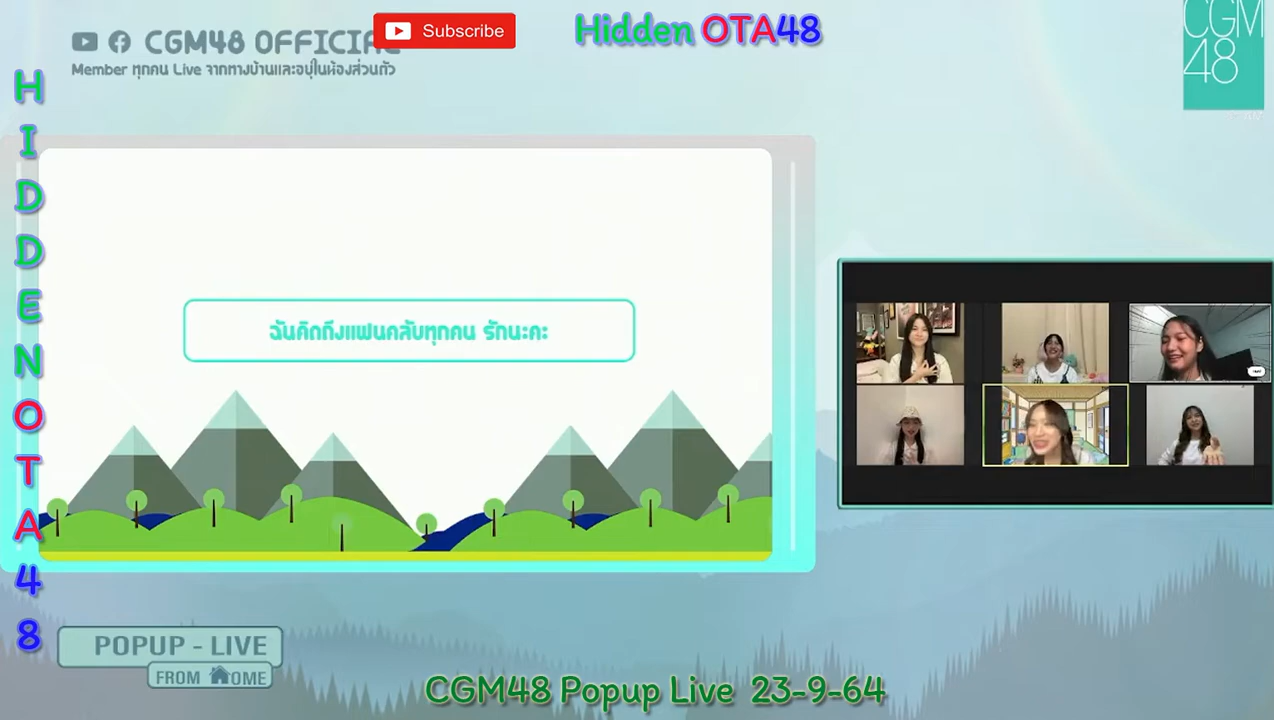 CGM48 OFFICIAL
Subscribe
Hidden OTA48
CGM
48
Member ทุกคน Live จากทางบ้านและอยู่ในห้องส่วนตัว
HIDDENOTA48
ฉันคิดถึงแฟนคลับทุกคน รักนะคะ
POPUP - LIVE
FROM HOME
CGM48 Popup Live 23-9-64